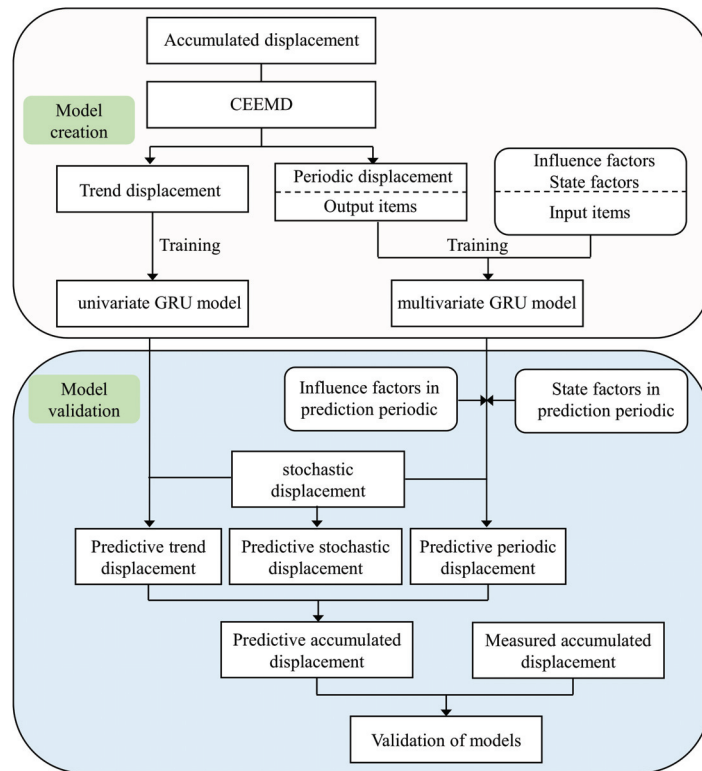 Accumulated displacement
Model
creation
CEEMD
Trend displacement
Periodic displacement
Output items
Influence factors
State factors
Input items
Training
Training
univariate GRU model
multivariate GRU model
Model
validation
Influence factors in
prediction periodic
State factors in
prediction periodic
stochastic
displacement
Predictive trend
displacement
Predictive stochastic
displacement
Predictive periodic
displacement
Predictive accumulated
displacement
Measured accumulated
displacement
Validation of models